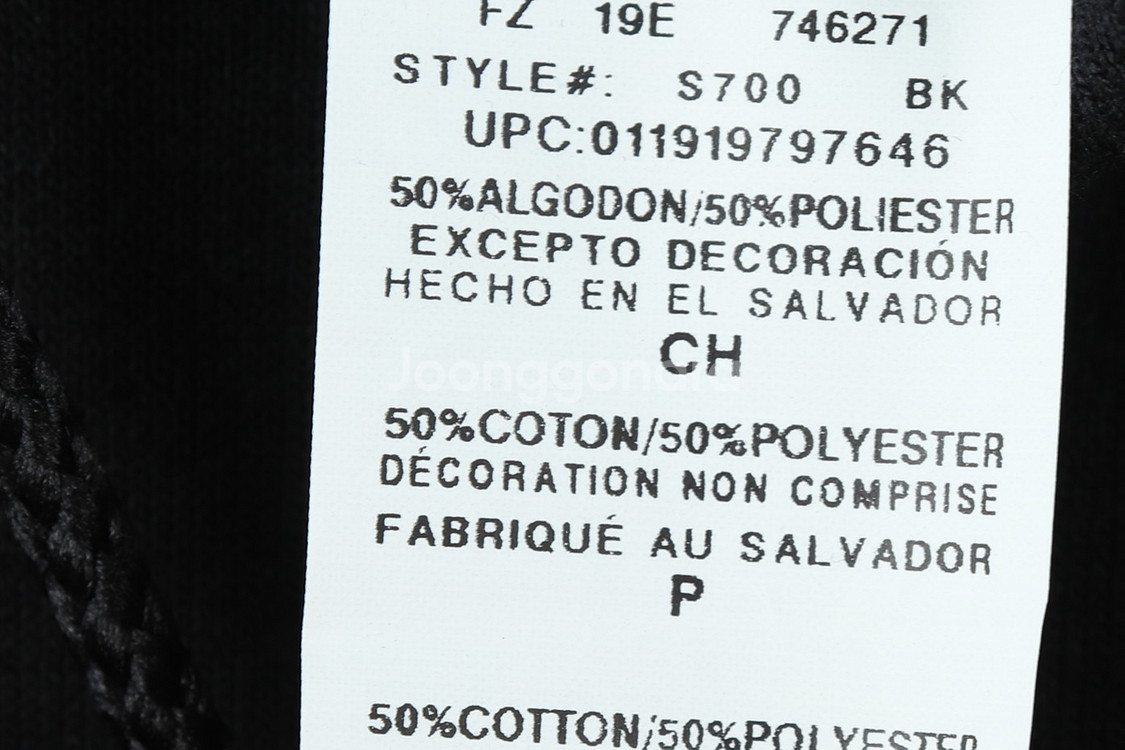 FZ 19E 746271
STYLE#: S700 BK
UPC:011919797646
50%ALGODON/50%POLIESTER
EXCEPTO DECORACIÓN
HECHO EN EL SALVADOR
CH
Joonggonara
50%COTON/50%POLYESTER
DÉCORATION NON COMPRISE
FABRIQUÉ AU SALVADOR
P
50%COTTON/50%POLYESTER